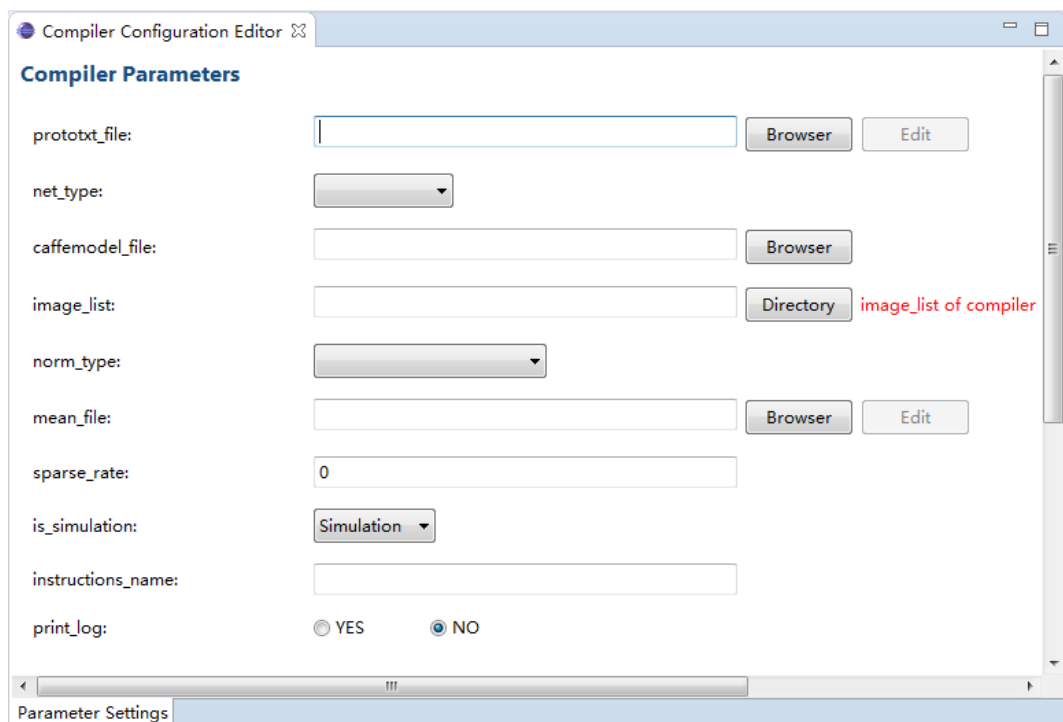 Compiler Configuration Editor
Compiler Parameters
prototxt_file: Browser Edit
net_type:
caffemodel_file: Browser
image_list: Directory image_list of compiler
norm_type:
mean_file: Browser Edit
sparse_rate: 0
is_simulation: Simulation
instructions_name:
print_log: YES NO
Parameter Settings